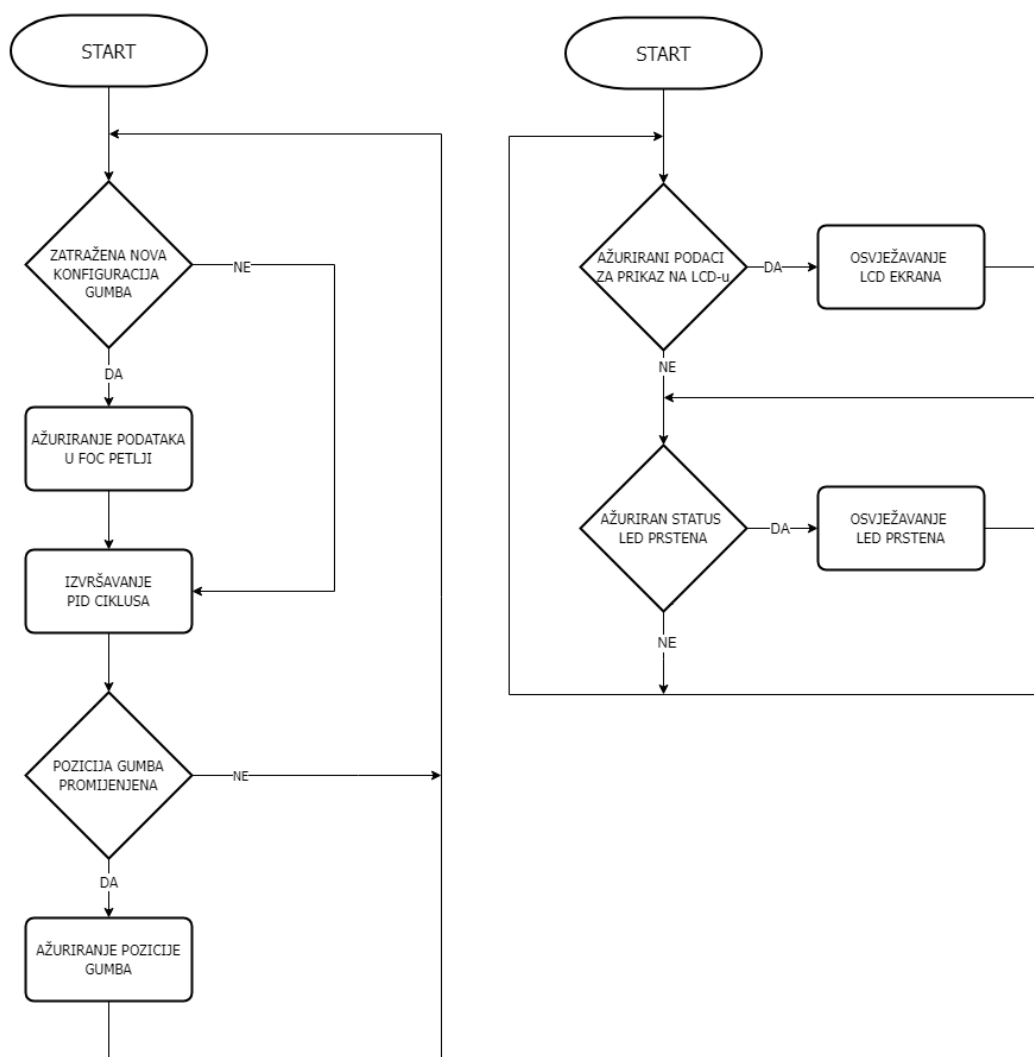 START
ZATRAŽENA NOVA
KONFIGURACIJA
GUMBA
NE
DA
AŽURIRANJE PODATAKA
U FOC PETLJI
IZVRŠAVANJE
PID CIKLUSA
POZICIJA GUMBA
PROMIJENJENA
NE
DA
AŽURIRANJE POZICIJE
GUMBA
START
AŽURIRANI PODACI
ZA PRIKAZ NA LCD-u
DA
OSVJEŽAVANJE
LCD EKRANA
NE
AŽURIRAN STATUS
LED PRSTENA
DA
OSVJEŽAVANJE
LED PRSTENA
NE